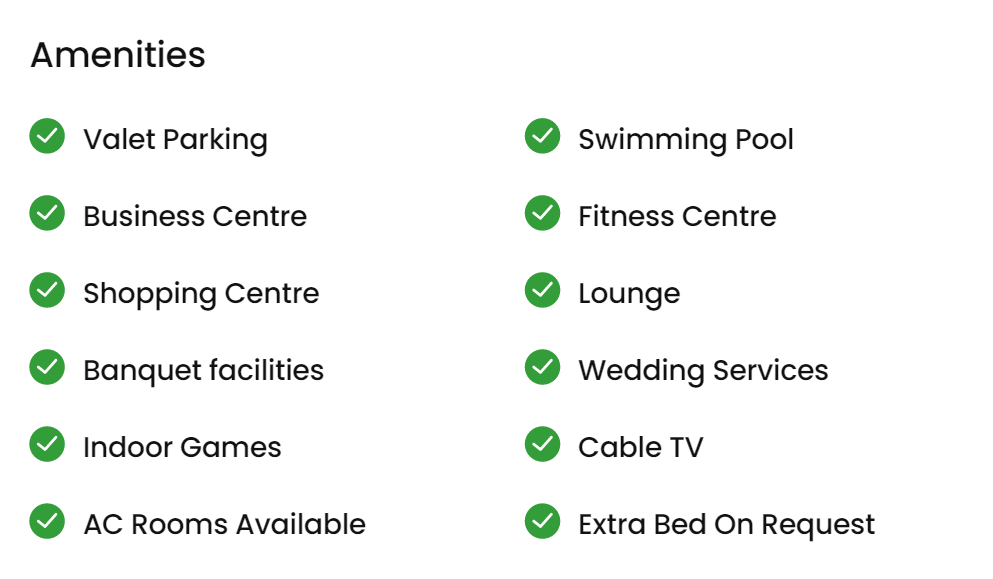 Amenities
Valet Parking
Swimming Pool
Business Centre
Fitness Centre
Shopping Centre
Lounge
Banquet facilities
Wedding Services
Indoor Games
Cable TV
AC Rooms Available
Extra Bed On Request